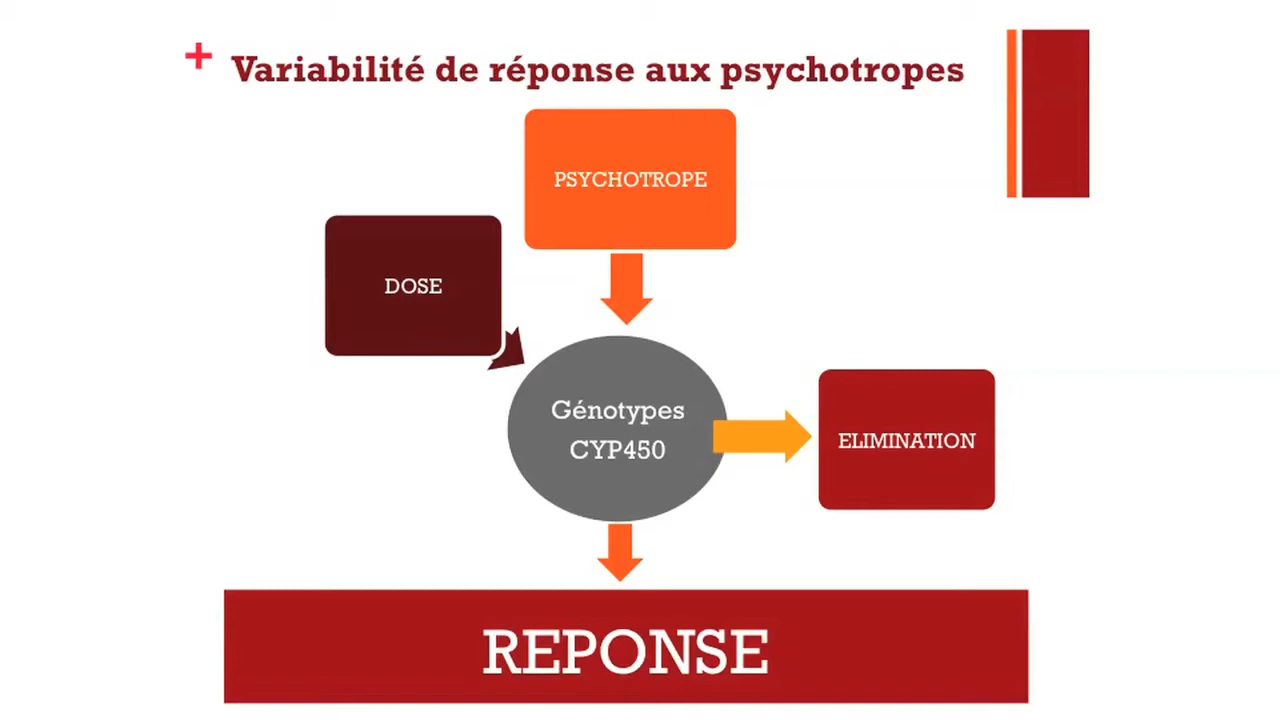 + Variabilité de réponse aux psychotropes
PSYCHOTROPE
DOSE
Génotypes
CYP450
ELIMINATION
REPONSE